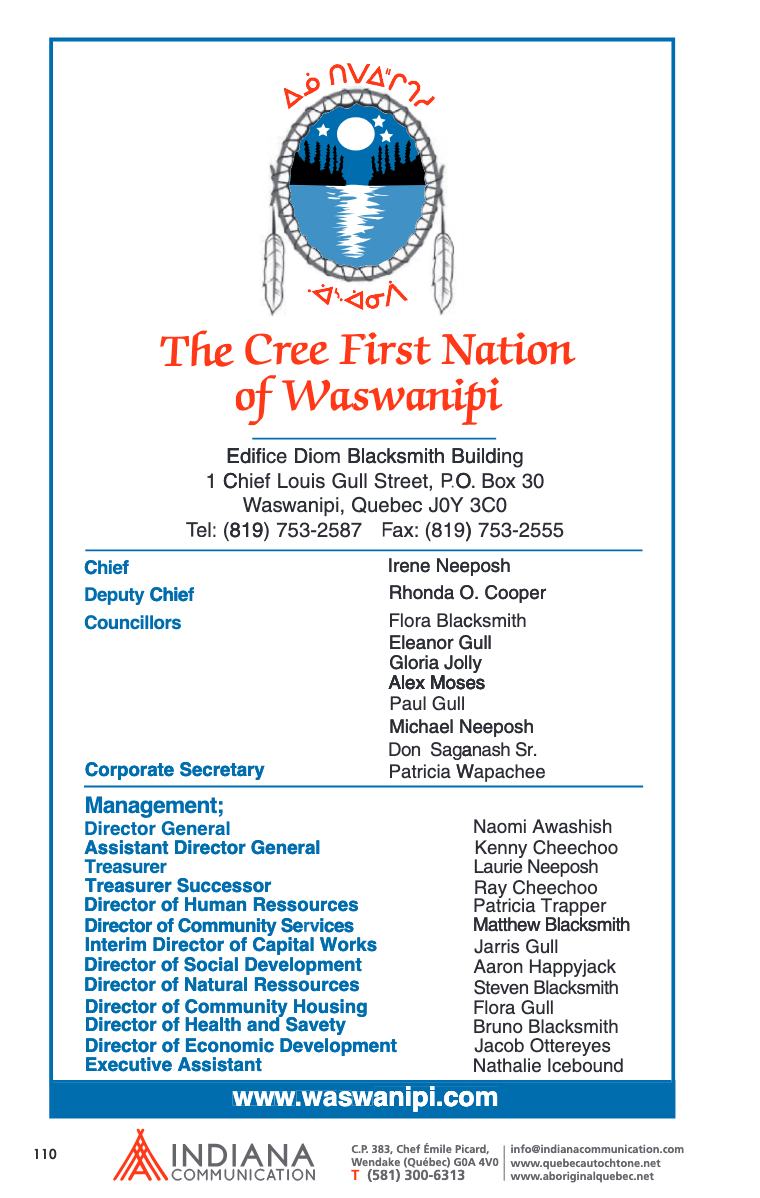 ᐧᐋᔅᐧᐋᓂᐲ
The Cree First Nation
of Waswanipi
Edifice Diom Blacksmith Building
1 Chief Louis Gull Street, P.O. Box 30
Waswanipi, Quebec J0Y 3C0
Tel: (819) 753-2587 Fax: (819) 753-2555
Chief Irene Neeposh
Deputy Chief Rhonda O. Cooper
Councillors Flora Blacksmith
Eleanor Gull
Gloria Jolly
Alex Moses
Paul Gull
Michael Neeposh
Don Saganash Sr.
Corporate Secretary Patricia Wapachee
Management;
Director General Naomi Awashish
Assistant Director General Kenny Cheechoo
Treasurer Laurie Neeposh
Treasurer Successor Ray Cheechoo
Director of Human Ressources Patricia Trapper
Director of Community Services Matthew Blacksmith
Interim Director of Capital Works Jarris Gull
Director of Social Development Aaron Happyjack
Director of Natural Ressources Steven Blacksmith
Director of Community Housing Flora Gull
Director of Health and Savety Bruno Blacksmith
Director of Economic Development Jacob Ottereyes
Executive Assistant Nathalie Icebound
www.waswanipi.com
110
INDIANA
COMMUNICATION
C.P. 383, Chef Émile Picard,
Wendake (Québec) G0A 4V0
T (581) 300-6313
info@indianacommunication.com
www.quebecautochtone.net
www.aboriginalquebec.net